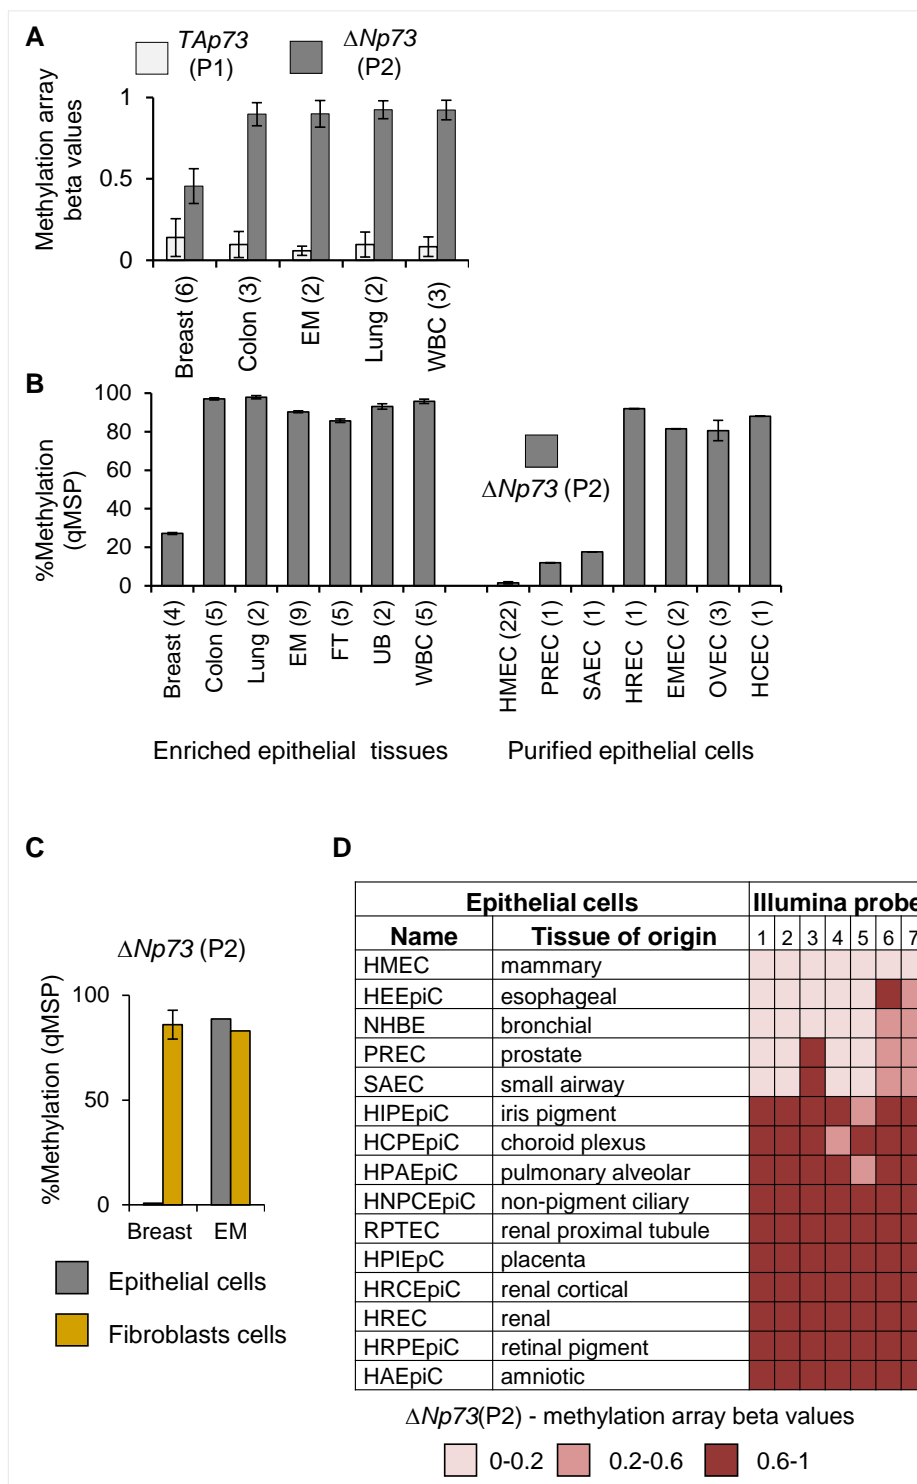 A
TAp73
(P1)
ΔNp73
(P2)
Methylation array
beta values
1
0.5
0
Breast (6)
Colon (3)
EM (2)
Lung (2)
WBC (3)
B
%Methylation
(qMSP)
100
80
60
40
20
0
ΔNp73 (P2)
Breast (4)
Colon (5)
Lung (2)
EM (9)
FT (5)
UB (2)
WBC (5)
HMEC (22)
PREC (1)
SAEC (1)
HREC (1)
EMEC (2)
OVEC (3)
HCEC (1)
Enriched epithelial tissues
Purified epithelial cells
C
ΔNp73 (P2)
%Methylation (qMSP)
100
50
0
Breast EM
Epithelial cells
Fibroblasts cells
D
Epithelial cells Illumina probe
Name Tissue of origin 1 2 3 4 5 6 7
HMEC mammary
HEEpiC esophageal
NHBE bronchial
PREC prostate
SAEC small airway
HIPEpiC iris pigment
HCPEpiC choroid plexus
HPAEpiC pulmonary alveolar
HNPCEpiC non-pigment ciliary
RPTEC renal proximal tubule
HPIEpC placenta
HRCEpiC renal cortical
HREC renal
HRPEpiC retinal pigment
HAEpiC amniotic
ΔNp73(P2) - methylation array beta values
0-0.2 0.2-0.6 0.6-1